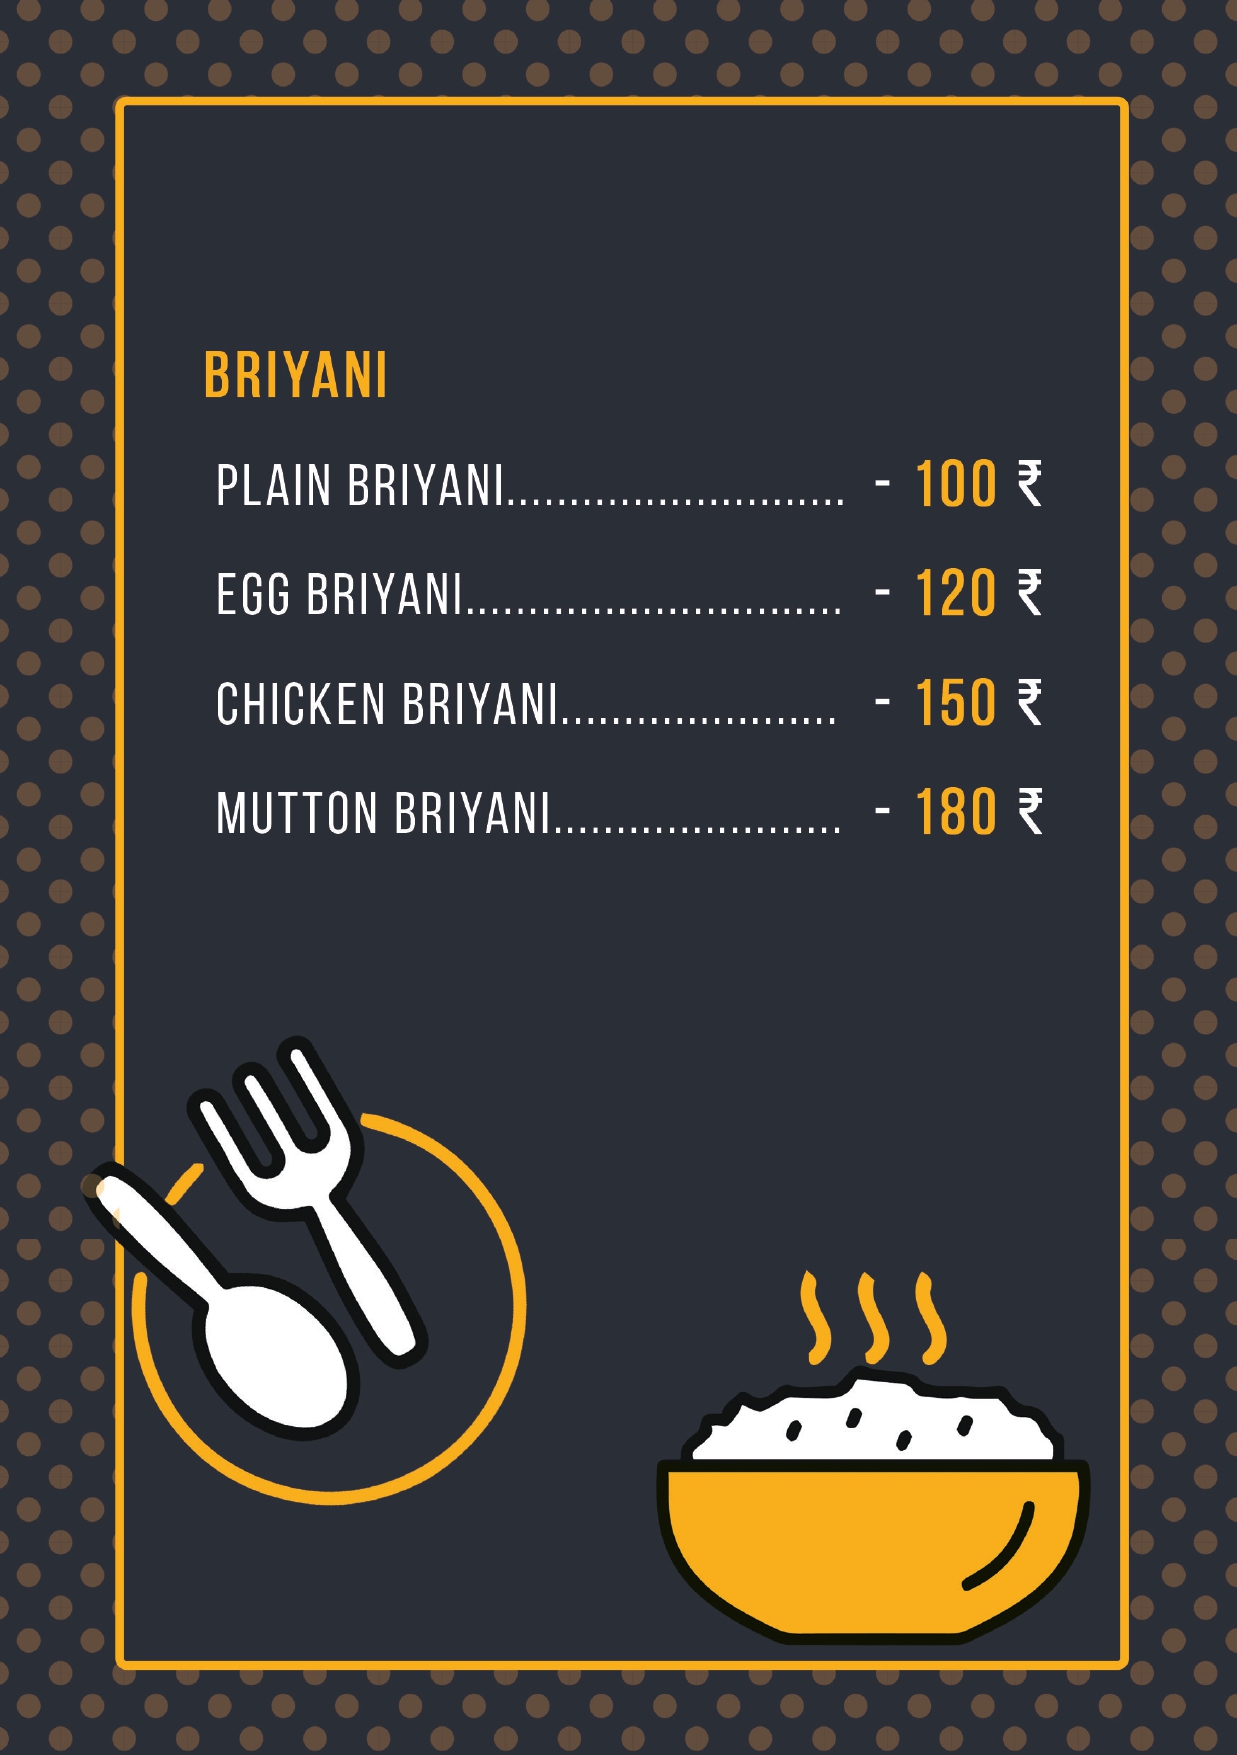 BRIYANI
PLAIN BRIYANI........................... - 100 ₹
EGG BRIYANI.............................. - 120 ₹
CHICKEN BRIYANI...................... - 150 ₹
MUTTON BRIYANI....................... - 180 ₹